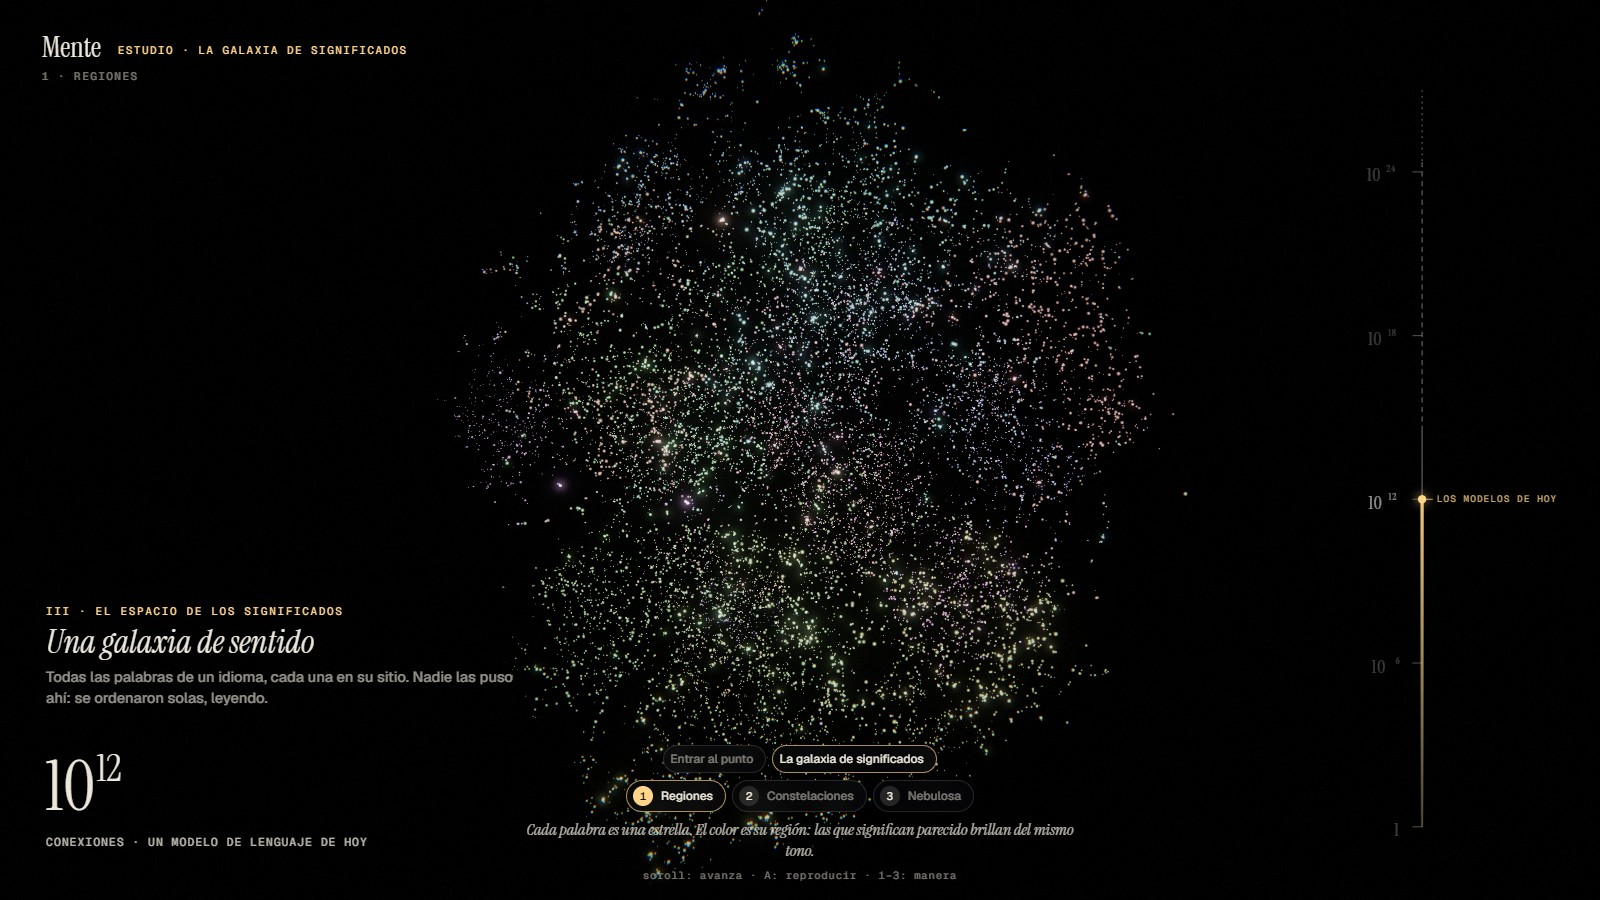 Mente ESTUDIO · LA GALAXIA DE SIGNIFICADOS
1 · REGIONES
10 24
10 18
10 12 LOS MODELOS DE HOY
10 6
1
III · EL ESPACIO DE LOS SIGNIFICADOS
Una galaxia de sentido
Todas las palabras de un idioma, cada una en su sitio. Nadie las puso
ahí: se ordenaron solas, leyendo.
10 12
CONEXIONES · UN MODELO DE LENGUAJE DE HOY
Entrar al punto La galaxia de significados
1 Regiones 2 Constelaciones 3 Nebulosa
Cada palabra es una estrella. El color es su región: las que significan parecido brillan del mismo
tono.
scroll: avanza · A: reproducir · 1–3: manera